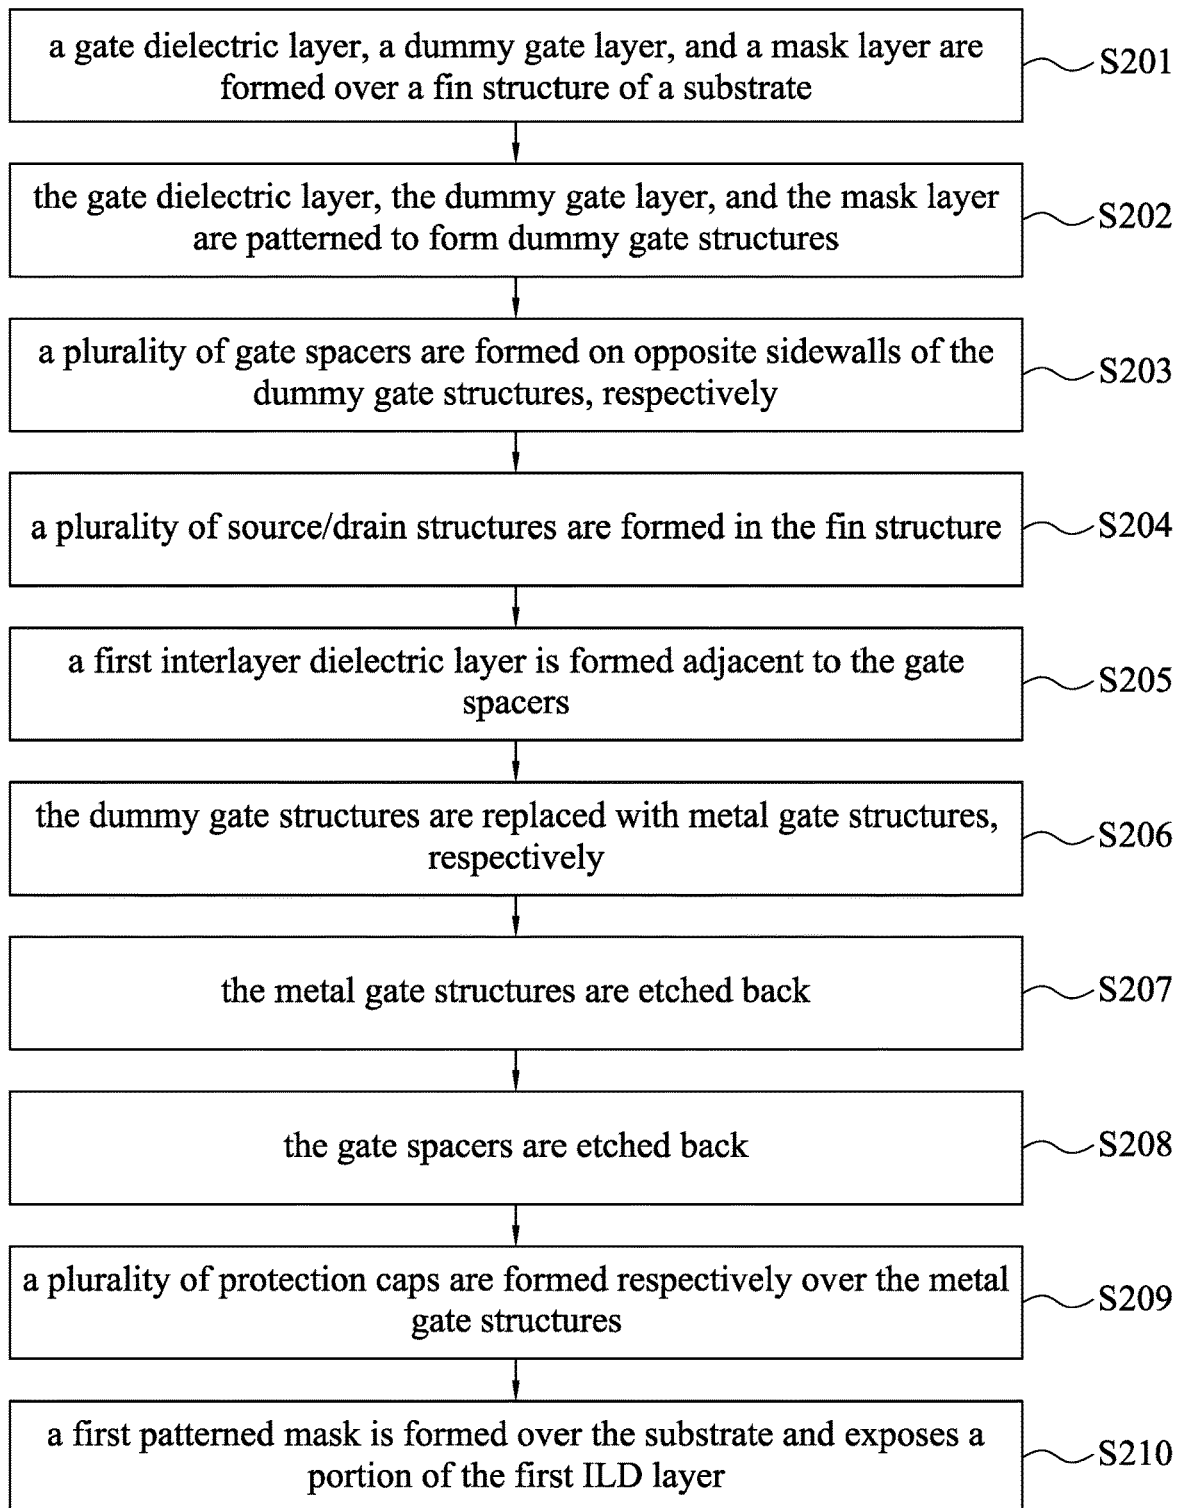 a gate dielectric layer, a dummy gate layer, and a mask layer are
formed over a fin structure of a substrate
S201
the gate dielectric layer, the dummy gate layer, and the mask layer
are patterned to form dummy gate structures
S202
a plurality of gate spacers are formed on opposite sidewalls of the
dummy gate structures, respectively
S203
a plurality of source/drain structures are formed in the fin structure
S204
a first interlayer dielectric layer is formed adjacent to the gate
spacers
S205
the dummy gate structures are replaced with metal gate structures,
respectively
S206
the metal gate structures are etched back
S207
the gate spacers are etched back
S208
a plurality of protection caps are formed respectively over the metal
gate structures
S209
a first patterned mask is formed over the substrate and exposes a
portion of the first ILD layer
S210